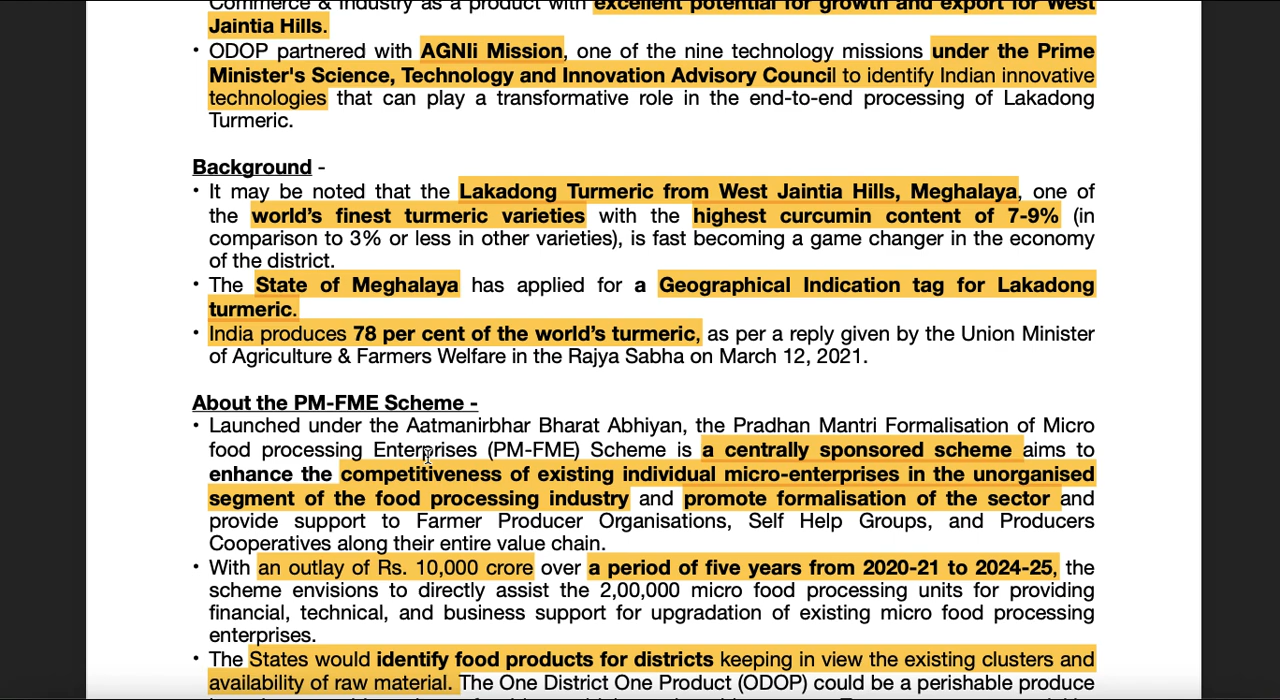 Commerce & Industry as a product with excellent potential for growth and export for West
Jaintia Hills.
• ODOP partnered with AGNIi Mission, one of the nine technology missions under the Prime
Minister's Science, Technology and Innovation Advisory Council to identify Indian innovative
technologies that can play a transformative role in the end-to-end processing of Lakadong
Turmeric.
Background -
• It may be noted that the Lakadong Turmeric from West Jaintia Hills, Meghalaya, one of
the world's finest turmeric varieties with the highest curcumin content of 7-9% (in
comparison to 3% or less in other varieties), is fast becoming a game changer in the economy
of the district.
• The State of Meghalaya has applied for a Geographical Indication tag for Lakadong
turmeric.
• India produces 78 per cent of the world's turmeric, as per a reply given by the Union Minister
of Agriculture & Farmers Welfare in the Rajya Sabha on March 12, 2021.
About the PM-FME Scheme -
• Launched under the Aatmanirbhar Bharat Abhiyan, the Pradhan Mantri Formalisation of Micro
food processing Enterprises (PM-FME) Scheme is a centrally sponsored scheme aims to
enhance the competitiveness of existing individual micro-enterprises in the unorganised
segment of the food processing industry and promote formalisation of the sector and
provide support to Farmer Producer Organisations, Self Help Groups, and Producers
Cooperatives along their entire value chain.
• With an outlay of Rs. 10,000 crore over a period of five years from 2020-21 to 2024-25, the
scheme envisions to directly assist the 2,00,000 micro food processing units for providing
financial, technical, and business support for upgradation of existing micro food processing
enterprises.
• The States would identify food products for districts keeping in view the existing clusters and
availability of raw material. The One District One Product (ODOP) could be a perishable produce